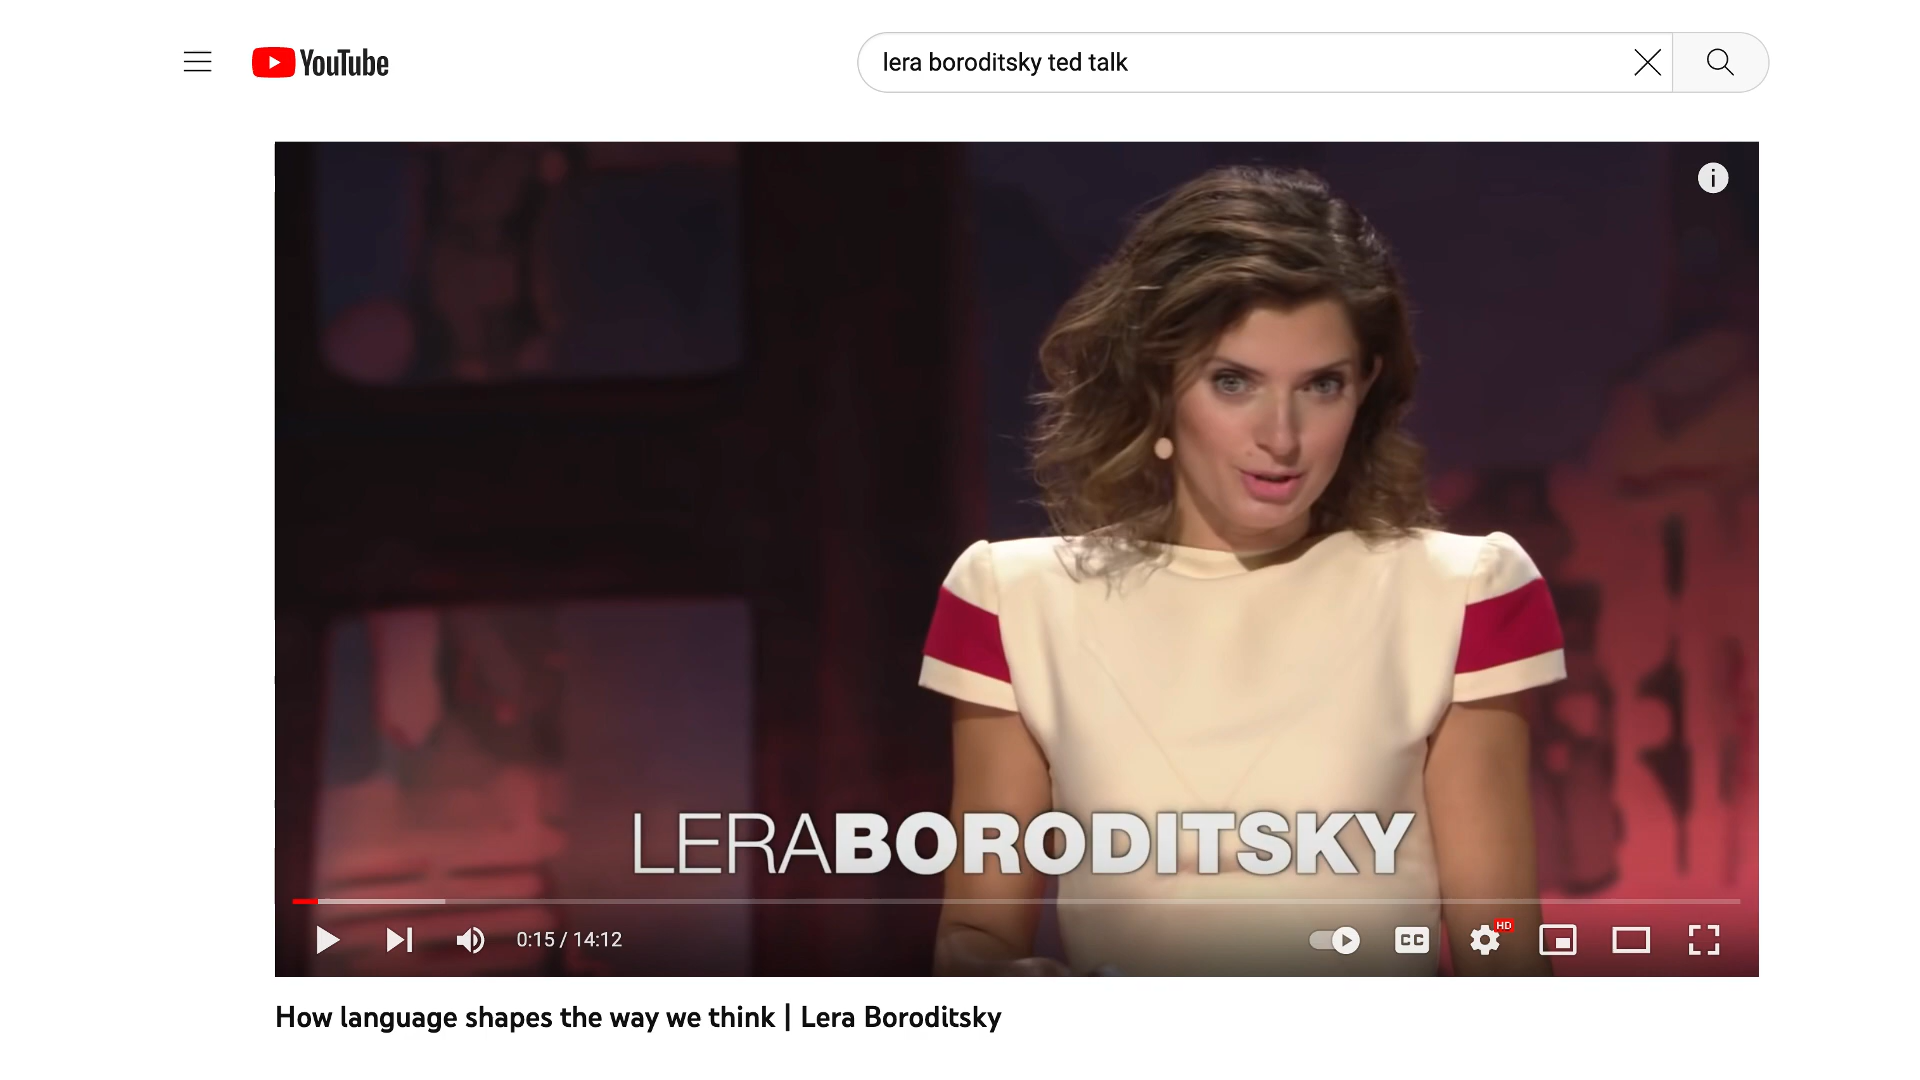 YouTube
lera boroditsky ted talk
i
LERABORODITSKY
0:15 / 14:12
CC
HD
How language shapes the way we think | Lera Boroditsky